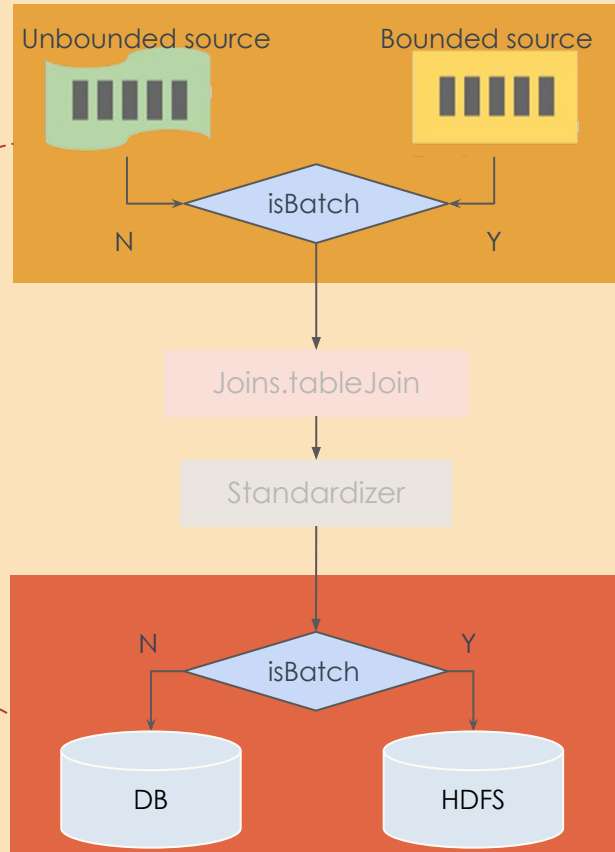 Unbounded source
Bounded source
isBatch
N
Y
Joins.tableJoin
Standardizer
N
Y
isBatch
DB
HDFS